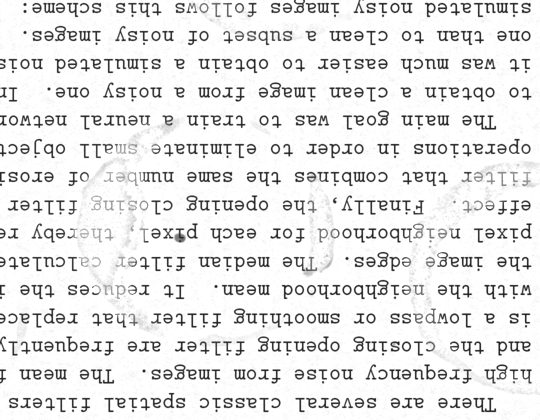 There are several classic spatial filters
high frequency noise from images. The mean f
and the closing opening filter are frequently
is a lowpass or smoothing filter that replace
with the neighborhood mean. It reduces the i
the image edges. The median filter calculate
pixel neighborhood for each pixel, thereby re
effect. Finally, the opening closing filter
filter that combines the same number of erosi
operations in order to eliminate small object
The main goal was to train a neural networ
to obtain a clean image from a noisy one. In
it was much easier to obtain a simulated nois
one than to clean a subset of noisy images.
simulated noisy images follows this scheme: